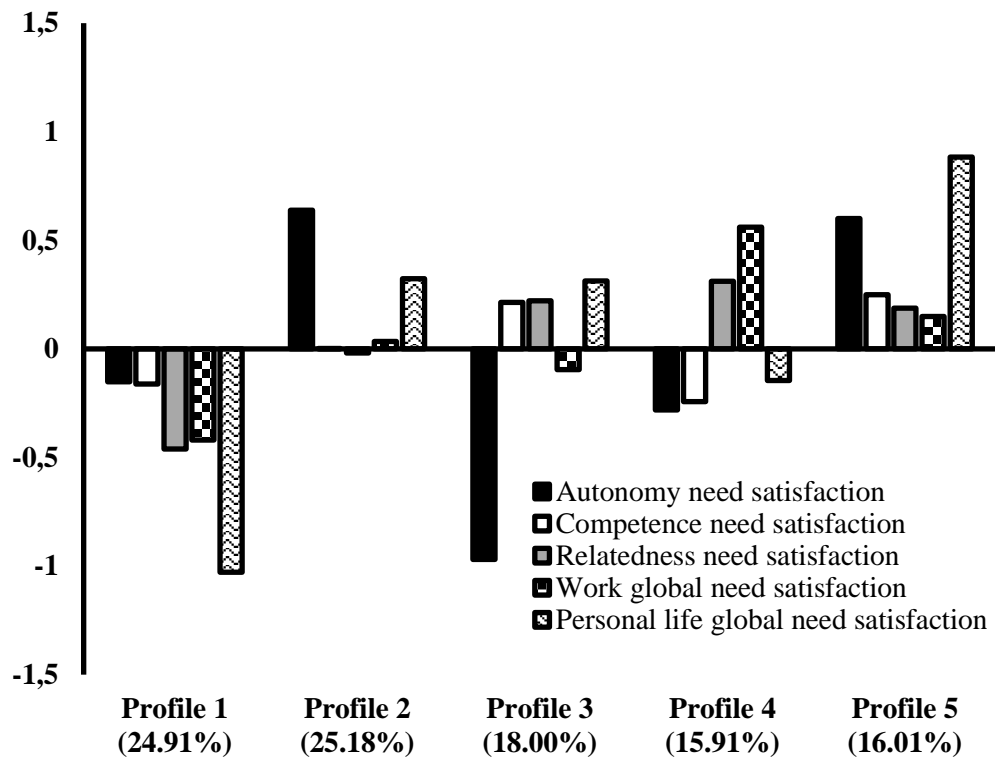 1,5
1
0,5
0
-0,5
-1
-1,5
Autonomy need satisfaction
Competence need satisfaction
Relatedness need satisfaction
Work global need satisfaction
Personal life global need satisfaction
Profile 1 Profile 2 Profile 3 Profile 4 Profile 5
(24.91%) (25.18%) (18.00%) (15.91%) (16.01%)